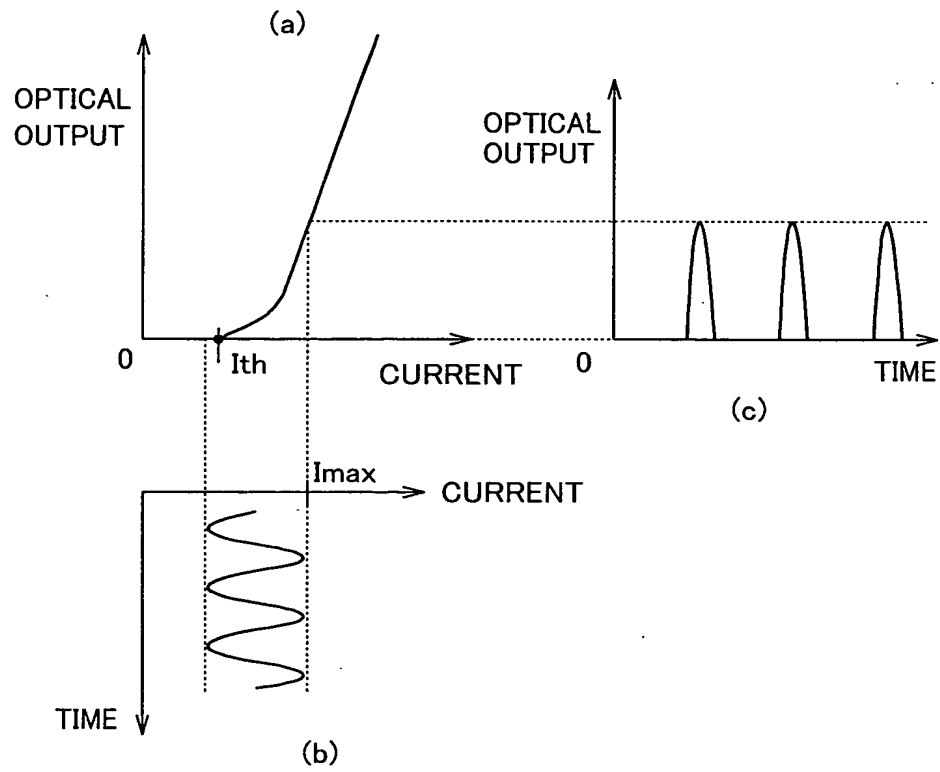 (a)
OPTICAL
OUTPUT
0
Ith
CURRENT
OPTICAL
OUTPUT
0
TIME
(c)
Imax
CURRENT
TIME
(b)